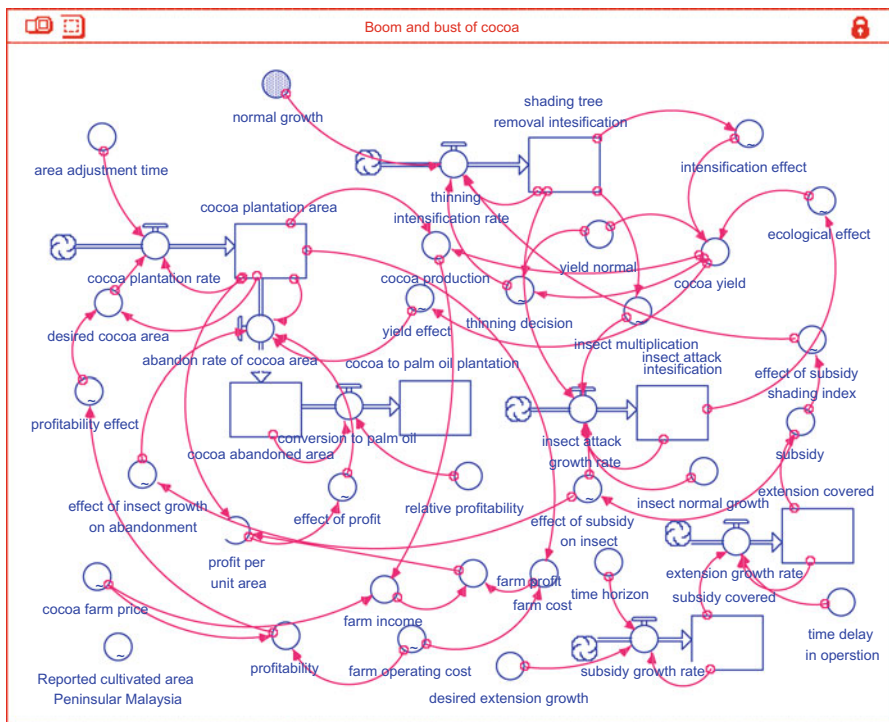 Boom and bust of cocoa
normal growth
shading tree
removal intesification
area adjustment time
intensification effect
thinning
intensification rate
cocoa plantation area
ecological effect
cocoa plantation rate
cocoa production
yield normal
cocoa yield
desired cocoa area
yield effect
thinning decision
abandon rate of cocoa area
insect multiplication
cocoa to palm oil plantation
insect attack
intesification
effect of subsidy
shading index
profitability effect
conversion to palm oil
cocoa abandoned area
insect attack
growth rate
subsidy
effect of insect growth
on abandonment
effect of profit
relative profitability
insect normal growth
extension covered
effect of subsidy
on insect
profit per
unit area
extension growth rate
cocoa farm price
farm profit
farm cost
time horizon
subsidy covered
farm income
time delay
in operstion
Reported cultivated area
Peninsular Malaysia
profitability
farm operating cost
subsidy growth rate
desired extension growth
~
~
~
~
~
~
~
~
~
~
~
~
~
~